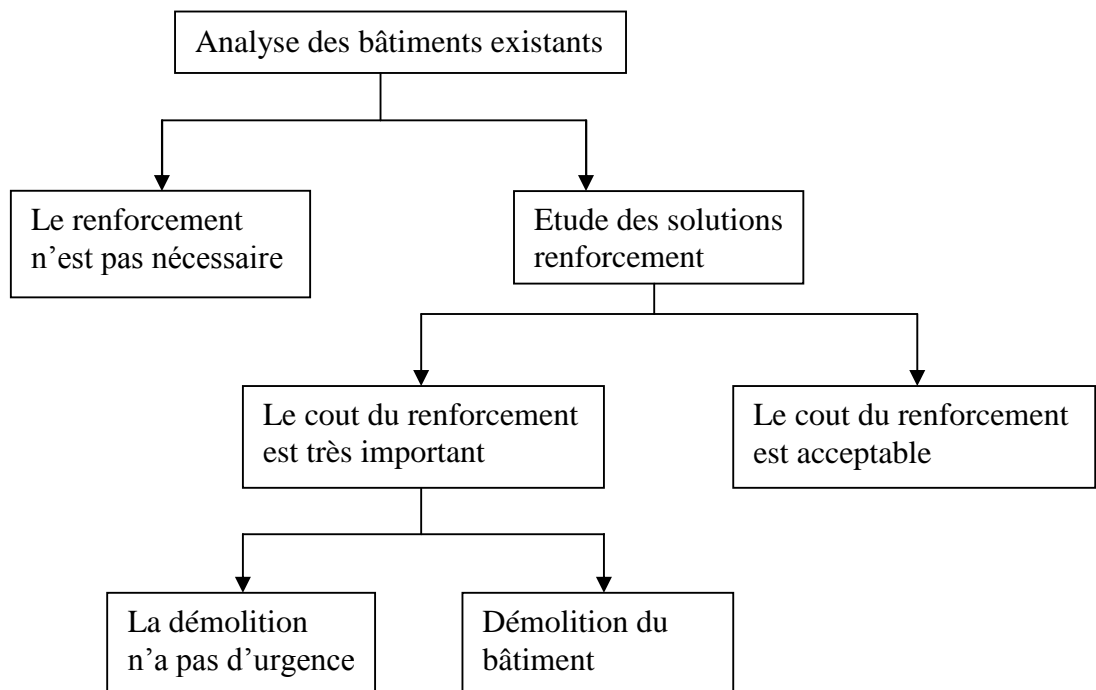 Analyse des bâtiments existants
Le renforcement
n’est pas nécessaire
Etude des solutions
renforcement
Le cout du renforcement
est très important
Le cout du renforcement
est acceptable
La démolition
n’a pas d’urgence
Démolition du
bâtiment